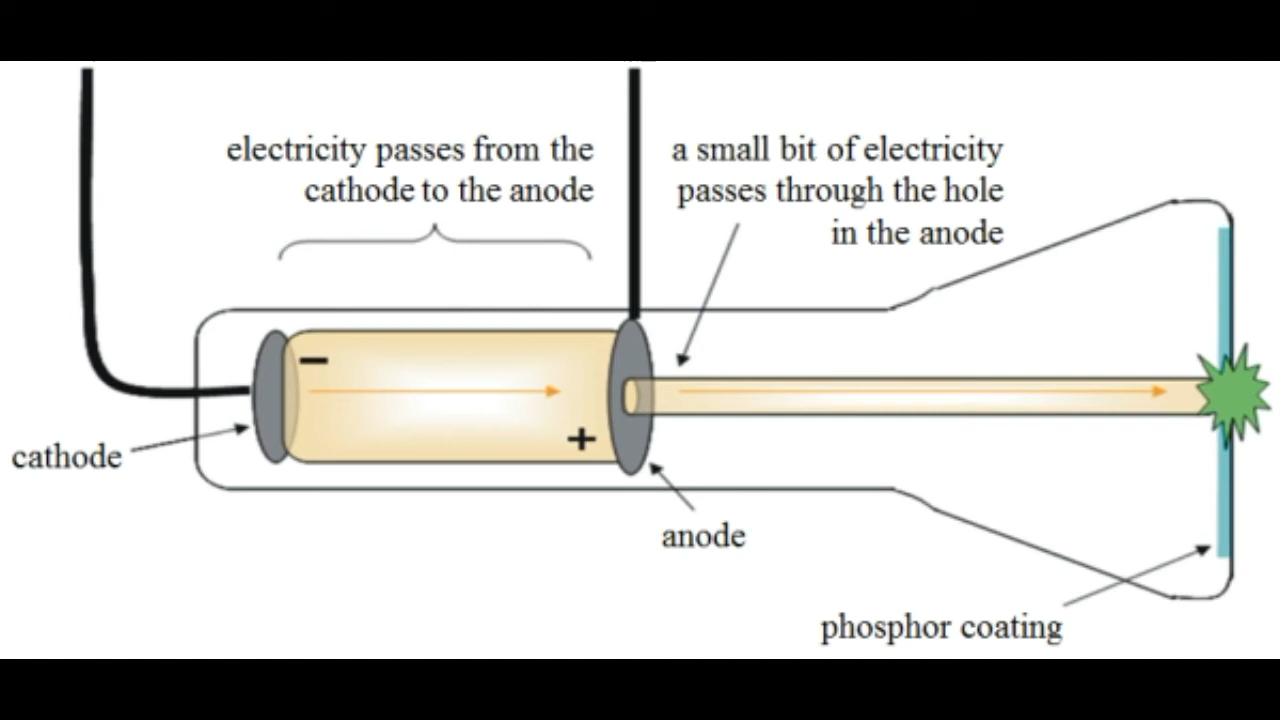 electricity passes from the
cathode to the anode
a small bit of electricity
passes through the hole
in the anode
−
+
cathode
anode
phosphor coating